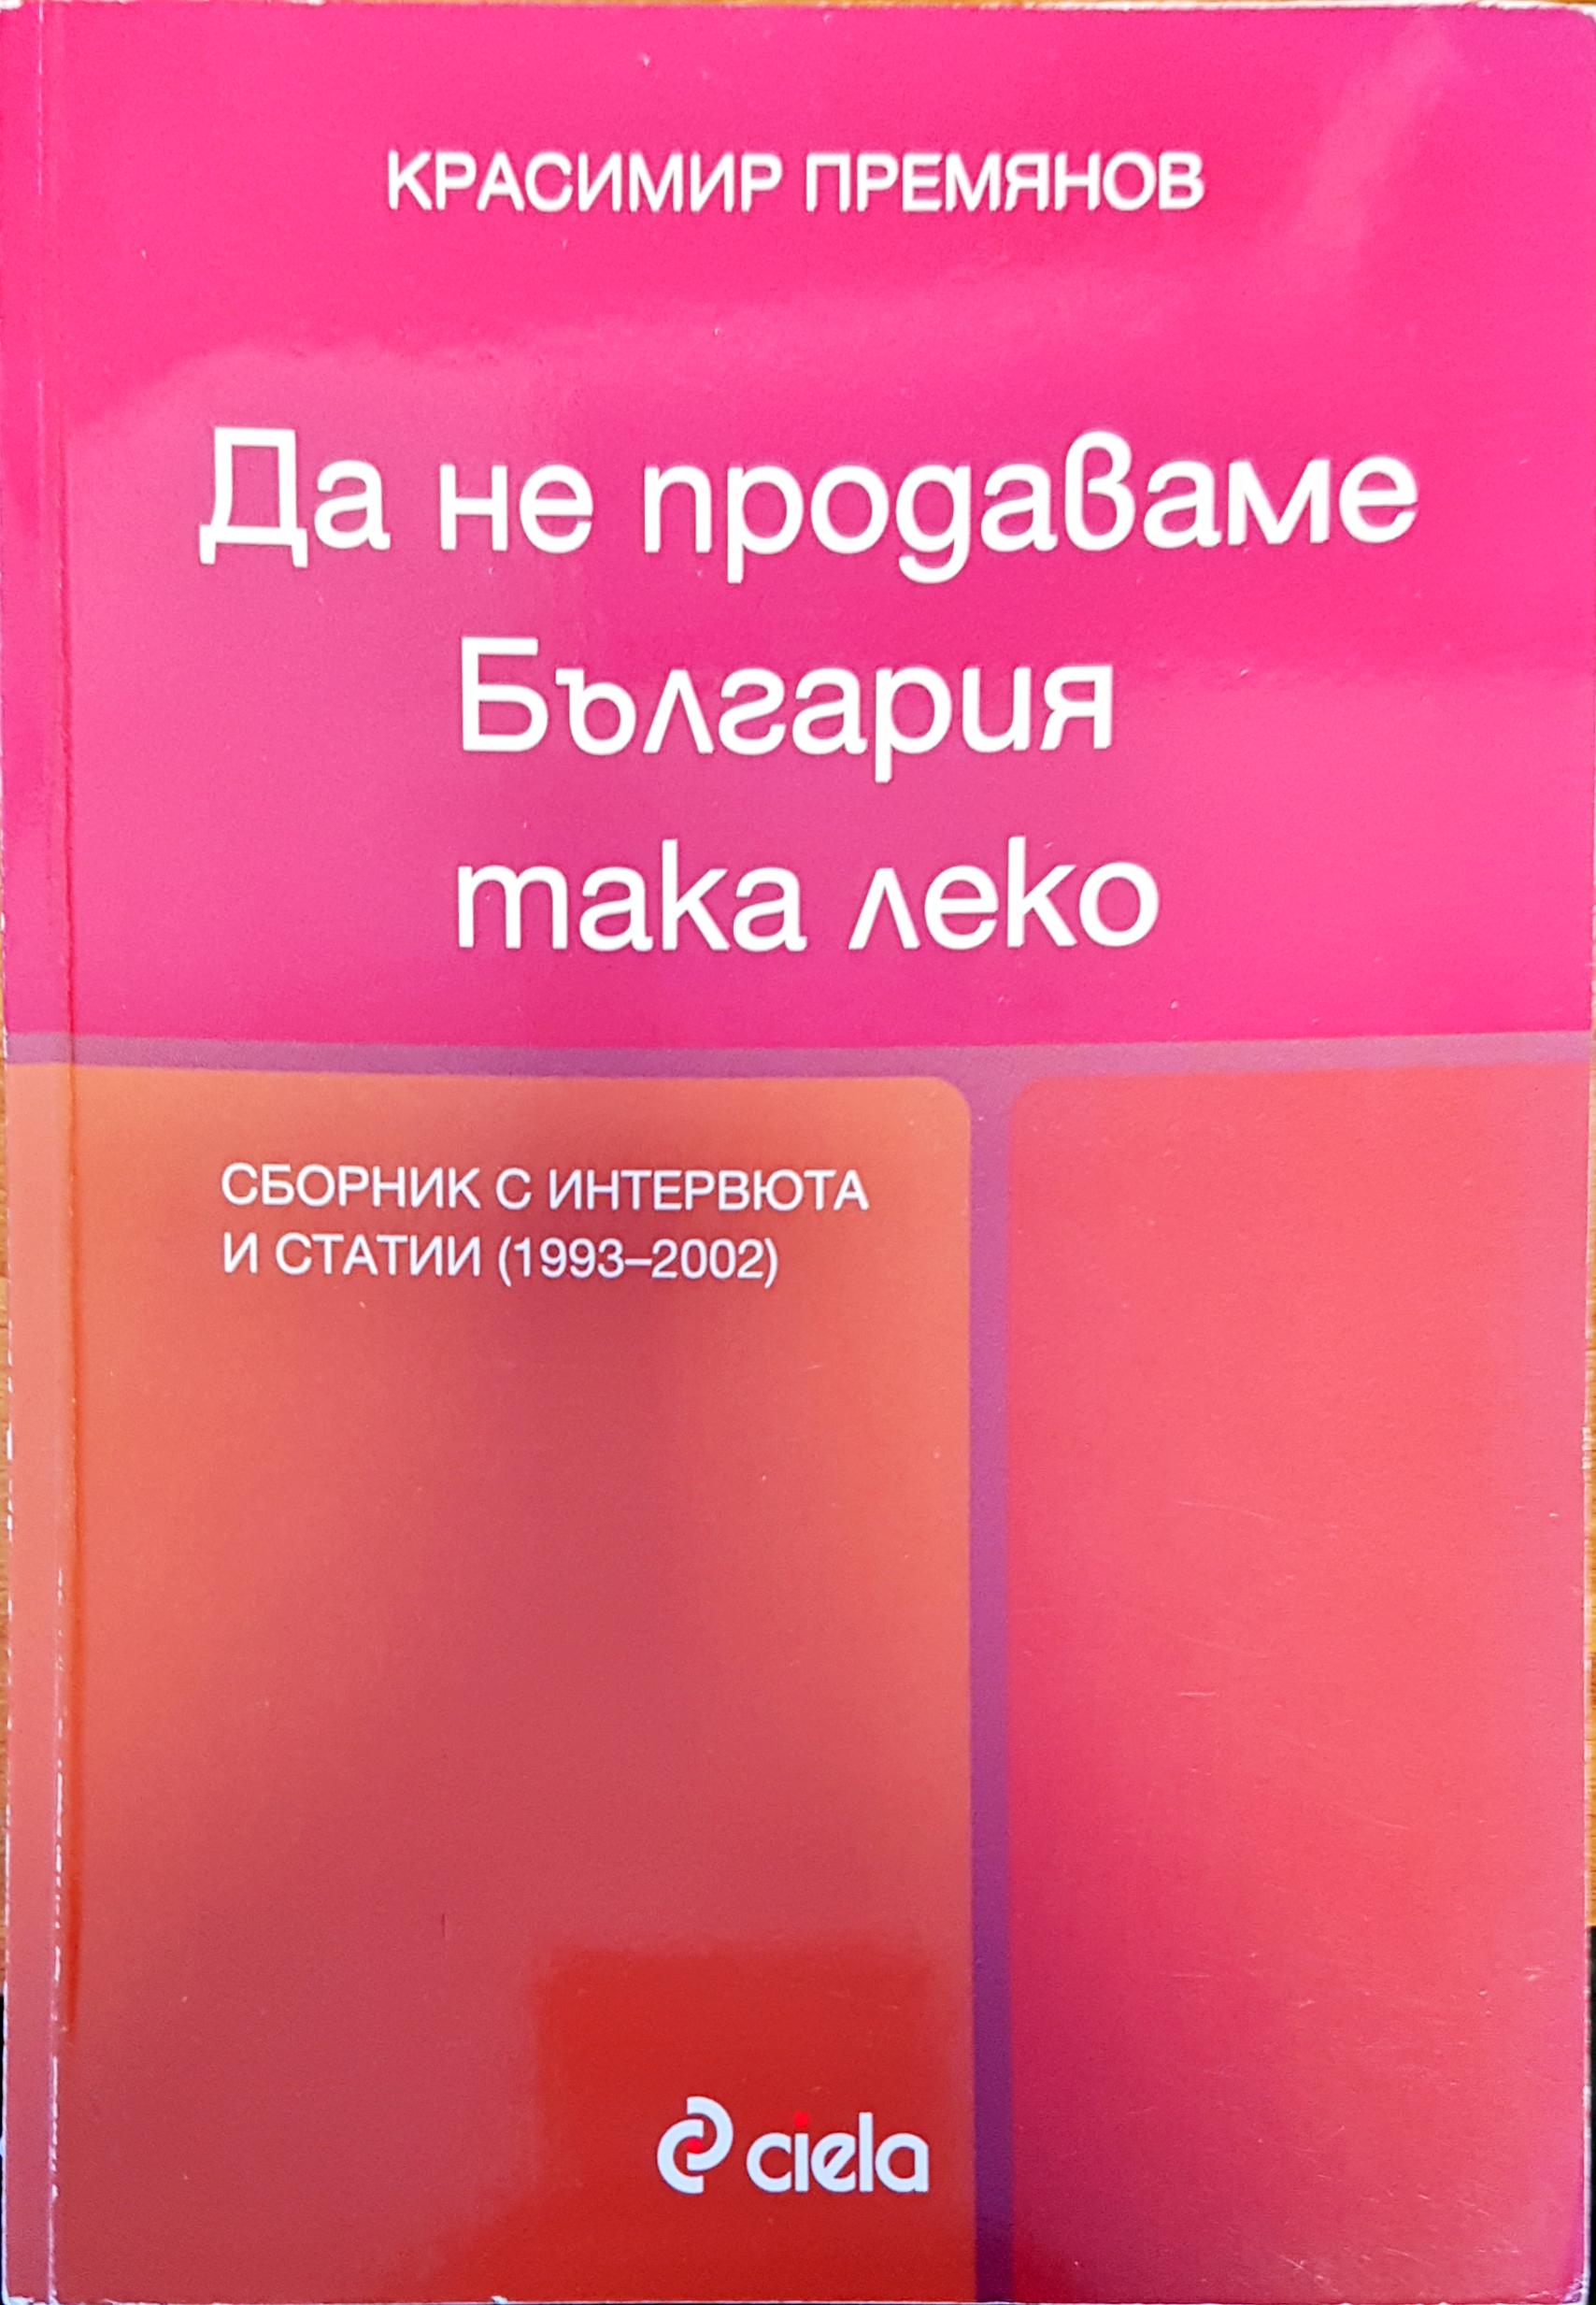 КРАСИМИР ПРЕМЯНОВ
Да не продаваме
България
така леко
СБОРНИК С ИНТЕРВЮТА
И СТАТИИ (1993–2002)
ciela